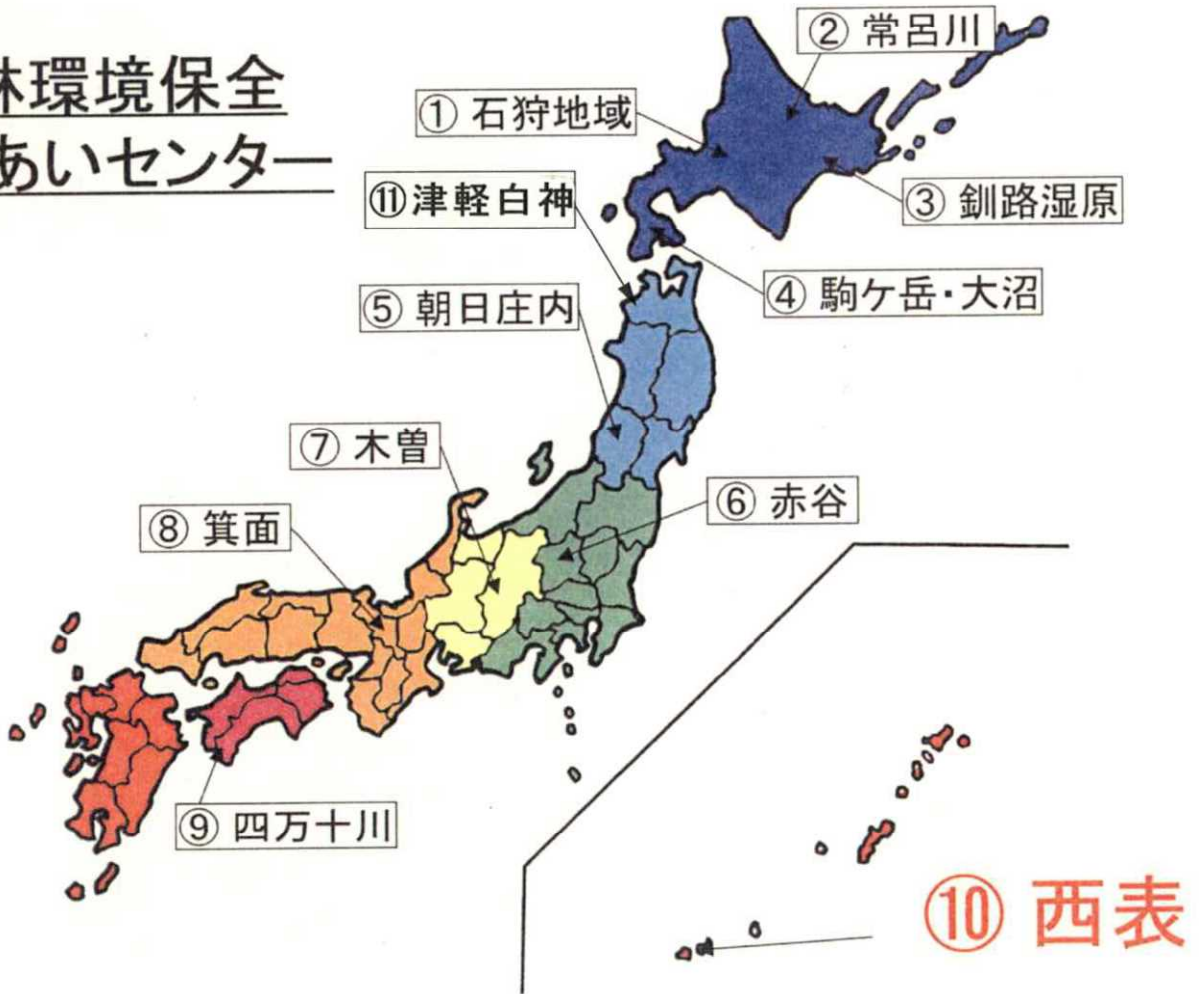 林環境保全
あいセンター
② 常呂川
① 石狩地域
⑪津軽白神
③ 釧路湿原
④ 駒ケ岳・大沼
⑤ 朝日庄内
⑦ 木曽
⑥ 赤谷
⑧ 箕面
⑨ 四万十川
⑩ 西表